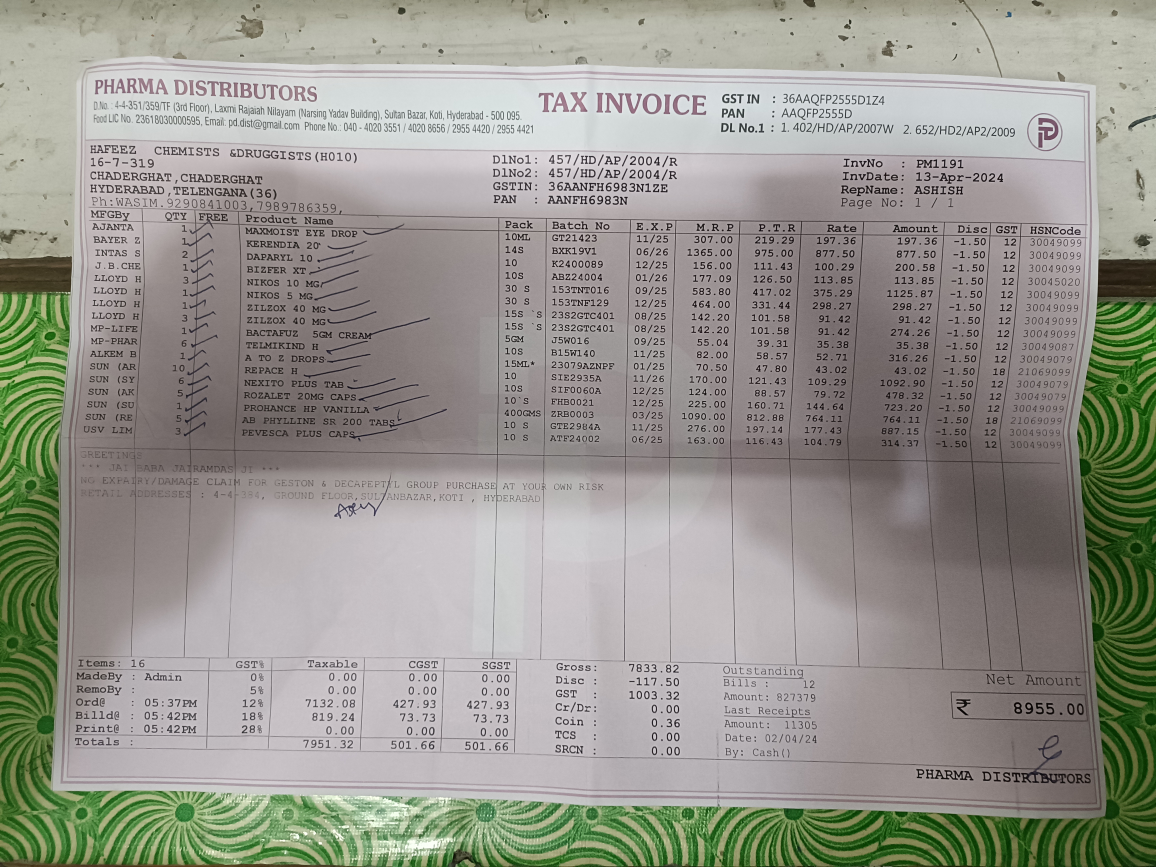 PHARMA DISTRIBUTORS
D.No. : 4-4-351/359/TF (3rd Floor), Laxmi Rajaiah Nilayam (Narsing Yadav Building), Sultan Bazar, Koti, Hyderabad - 500 095.
Food LIC No. 23618030000595, Email: pd.dist@gmail.com Phone No.: 040 - 4020 3551 / 4020 8656 / 2955 4420 / 2955 4421
TAX INVOICE
GST IN : 36AAQFP2555D1Z4
PAN : AAQFP2555D
DL No.1 : 1. 402/HD/AP/2007W 2. 652/HD2/AP2/2009
HAFEEZ CHEMISTS &DRUGGISTS(H010)
16-7-319
CHADERGHAT,CHADERGHAT
HYDERABAD,TELENGANA(36)
Ph:WASIM.9290841003,7989786359,
DlNo1: 457/HD/AP/2004/R
DlNo2: 457/HD/AP/2004/R
GSTIN: 36AANFH6983N1ZE
PAN : AANFH6983N
InvNo : PM1191
InvDate: 13-Apr-2024
RepName: ASHISH
Page No: 1 / 1
MFGBy QTY FREE Product Name Pack Batch No E.X.P M.R.P P.T.R Rate Amount Disc GST HSNCode
AJANTA 1 MAXMOIST EYE DROP 10ML GT21423 11/25 307.00 219.29 197.36 197.36 -1.50 12 30049099
BAYER Z 1 KERENDIA 20' 14S BXK19V1 06/26 1365.00 975.00 877.50 877.50 -1.50 12 30049099
INTAS S 2 DAPARYL 10 10 K2400089 12/25 156.00 111.43 100.29 200.58 -1.50 12 30049099
J.B.CHE 1 BIZFER XT 10S ABZ24004 01/26 177.09 126.50 113.85 113.85 -1.50 12 30045020
LLOYD H 3 NIKOS 10 MG 30 S 153TNT016 09/25 583.80 417.02 375.29 1125.87 -1.50 12 30049099
LLOYD H 1 NIKOS 5 MG 30 S 153TNF129 12/25 464.00 331.44 298.27 298.27 -1.50 12 30049099
LLOYD H 1 ZILZOX 40 MG 15S `S 23S2GTC401 08/25 142.20 101.58 91.42 91.42 -1.50 12 30049099
LLOYD H 3 ZILZOX 40 MG 15S `S 23S2GTC401 08/25 142.20 101.58 91.42 274.26 -1.50 12 30049099
MP-LIFE 1 BACTAFUZ 5GM CREAM 5GM J5W016 09/25 55.04 39.31 35.38 35.38 -1.50 12 30049087
MP-PHAR 6 TELMIKIND H 10S B15W140 11/25 82.00 58.57 52.71 316.26 -1.50 12 30049079
ALKEM B 1 A TO Z DROPS 15ML* 23079AZNPF 01/25 70.50 47.80 43.02 43.02 -1.50 18 21069099
SUN (AR 10 REPACE H 10 SIE2935A 11/26 170.00 121.43 109.29 1092.90 -1.50 12 30049079
SUN (SY 6 NEXITO PLUS TAB 10S SIF0060A 12/25 124.00 88.57 79.72 478.32 -1.50 12 30049079
SUN (AK 5 ROZALET 20MG CAPS 10`S FHB0021 12/25 225.00 160.71 144.64 723.20 -1.50 12 30049099
SUN (SU 1 PROHANCE HP VANILLA 400GMS ZRB0003 03/25 1090.00 812.88 764.11 764.11 -1.50 18 21069099
SUN (RE 5 AB PHYLLINE SR 200 TABS 10 S GTE2984A 11/25 276.00 197.14 177.43 887.15 -1.50 12 30049099
USV LIM 3 PEVESCA PLUS CAPS 10 S ATF24002 06/25 163.00 116.43 104.79 314.37 -1.50 12 30049099
GREETINGS
*** JAI BABA JAIRAMDAS JI ***
NO EXPAIRY/DAMAGE CLAIM FOR GESTON & DECAPEPTYL GROUP PURCHASE AT YOUR OWN RISK
RETAIL ADDRESSES : 4-4-384, GROUND FLOOR,SULTANBAZAR,KOTI , HYDERABAD
Items: 16 GST% Taxable CGST SGST
MadeBy : Admin 0% 0.00 0.00 0.00
RemoBy : 5% 0.00 0.00 0.00
Ord@ : 05:37PM 12% 7132.08 427.93 427.93
Billd@ : 05:42PM 18% 819.24 73.73 73.73
Print@ : 05:42PM 28% 0.00 0.00 0.00
Totals : 7951.32 501.66 501.66
Gross: 7833.82
Disc : -117.50
GST : 1003.32
Cr/Dr: 0.00
Coin : 0.36
TCS : 0.00
SRCN : 0.00
Outstanding
Bills : 12
Amount: 827379
Last Receipts
Amount: 11305
Date: 02/04/24
By: Cash()
Net Amount
₹ 8955.00
PHARMA DISTRIBUTORS